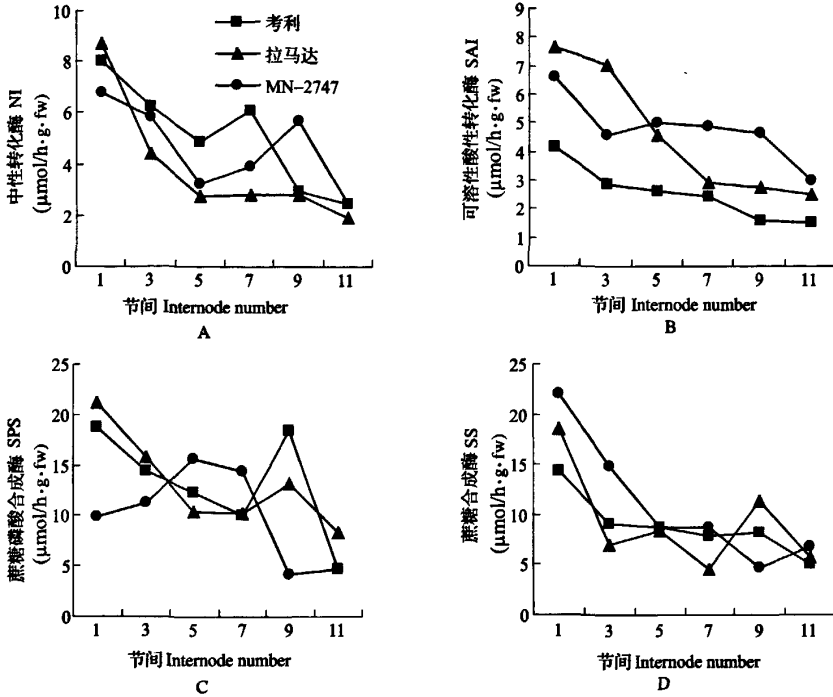 中性转化酶 NI
(μmol/h·g·fw)
10
8
6
4
2
0
考利
拉马达
MN-2747
1 3 5 7 9 11
节间 Internode number
A
可溶性酸性转化酶 SAI
(μmol/h·g·fw)
9
8
7
6
5
4
3
2
1
0
1 3 5 7 9 11
节间 Internode number
B
蔗糖磷酸合成酶 SPS
(μmol/h·g·fw)
25
20
15
10
5
0
1 3 5 7 9 11
节间 Internode number
C
蔗糖合成酶 SS
(μmol/h·g·fw)
25
20
15
10
5
0
1 3 5 7 9 11
节间 Internode number
D